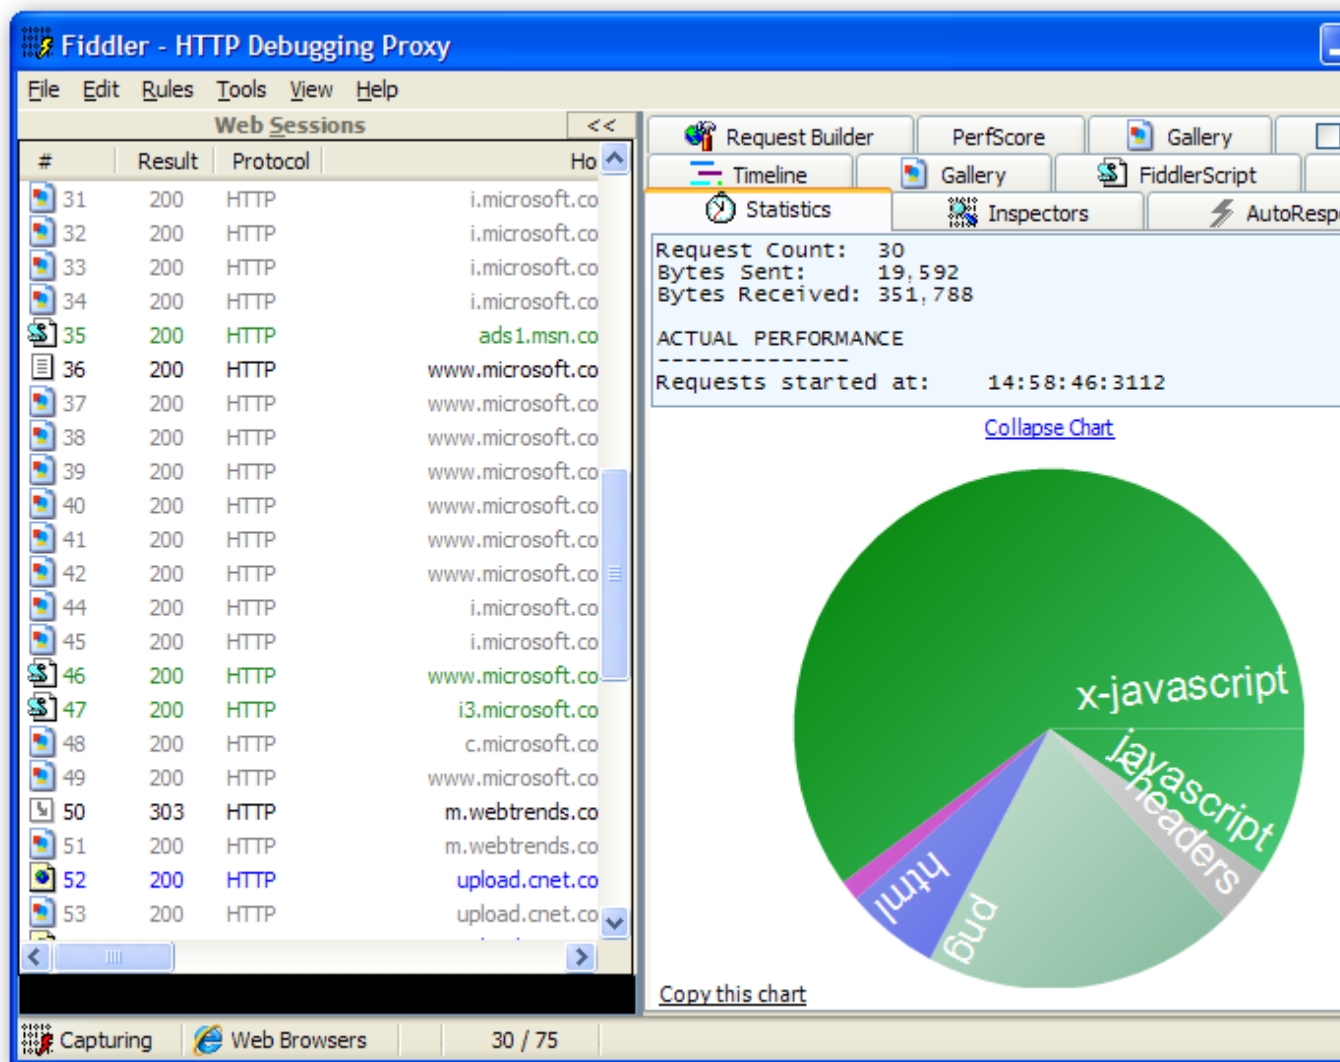 Fiddler - HTTP Debugging Proxy
File Edit Rules Tools View Help
Web Sessions <<
# Result Protocol Ho
31 200 HTTP i.microsoft.co
32 200 HTTP i.microsoft.co
33 200 HTTP i.microsoft.co
34 200 HTTP i.microsoft.co
35 200 HTTP ads1.msn.co
36 200 HTTP www.microsoft.co
37 200 HTTP www.microsoft.co
38 200 HTTP www.microsoft.co
39 200 HTTP www.microsoft.co
40 200 HTTP www.microsoft.co
41 200 HTTP www.microsoft.co
42 200 HTTP www.microsoft.co
44 200 HTTP i.microsoft.co
45 200 HTTP i.microsoft.co
46 200 HTTP www.microsoft.co
47 200 HTTP i3.microsoft.co
48 200 HTTP c.microsoft.co
49 200 HTTP www.microsoft.co
50 303 HTTP m.webtrends.co
51 200 HTTP m.webtrends.co
52 200 HTTP upload.cnet.co
53 200 HTTP upload.cnet.co
Request Builder PerfScore Gallery
Timeline Gallery FiddlerScript
Statistics Inspectors AutoRespo
Request Count: 30
Bytes Sent: 19,592
Bytes Received: 351,788
ACTUAL PERFORMANCE
--------------
Requests started at: 14:58:46:3112
Collapse Chart
x-javascript
javascript
headers
html
png
Copy this chart
Capturing Web Browsers 30 / 75